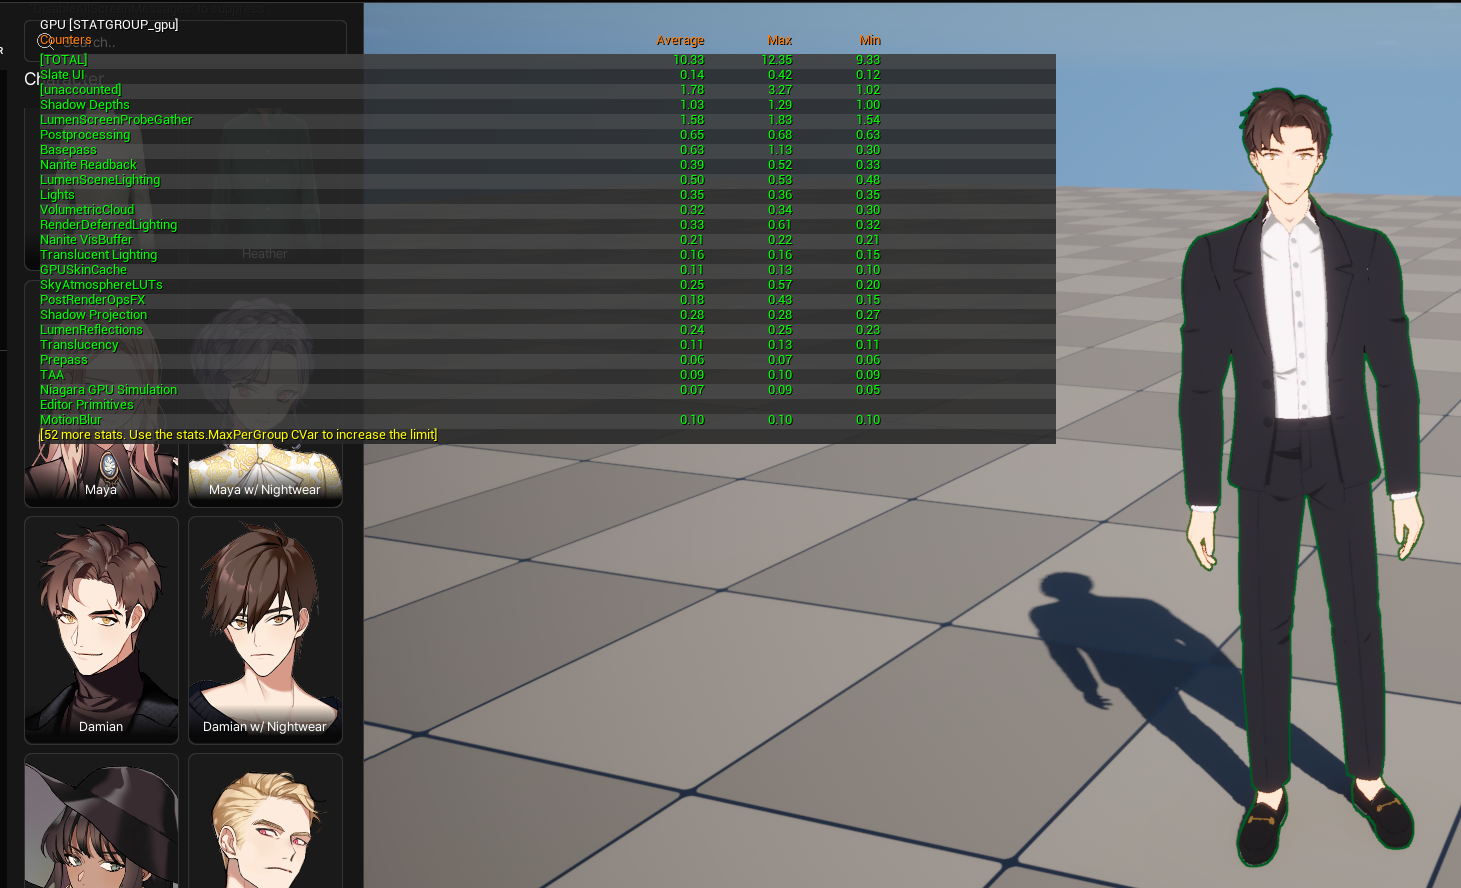 "DisableAllScreenMessages" to suppress
GPU [STATGROUP_gpu]
Search..
Counters Average Max Min
Character
[TOTAL] 10.33 12.35 9.33
Slate UI 0.14 0.42 0.12
[unaccounted] 1.78 3.27 1.02
Shadow Depths 1.03 1.29 1.00
LumenScreenProbeGather 1.58 1.83 1.54
Postprocessing 0.65 0.68 0.63
Basepass 0.63 1.13 0.30
Nanite Readback 0.39 0.52 0.33
LumenSceneLighting 0.50 0.53 0.48
Lights 0.35 0.36 0.35
VolumetricCloud 0.32 0.34 0.30
RenderDeferredLighting 0.33 0.61 0.32
Nanite VisBuffer 0.21 0.22 0.21
Translucent Lighting 0.16 0.16 0.15
Heather
GPUSkinCache 0.11 0.13 0.10
SkyAtmosphereLUTs 0.25 0.57 0.20
PostRenderOpsFX 0.18 0.43 0.15
Shadow Projection 0.28 0.28 0.27
LumenReflections 0.24 0.25 0.23
Translucency 0.11 0.13 0.11
Prepass 0.06 0.07 0.06
TAA 0.09 0.10 0.09
Niagara GPU Simulation 0.07 0.09 0.05
Editor Primitives
MotionBlur 0.10 0.10 0.10
[52 more stats. Use the stats.MaxPerGroup CVar to increase the limit]
Maya
Maya w/ Nightwear
Damian
Damian w/ Nightwear